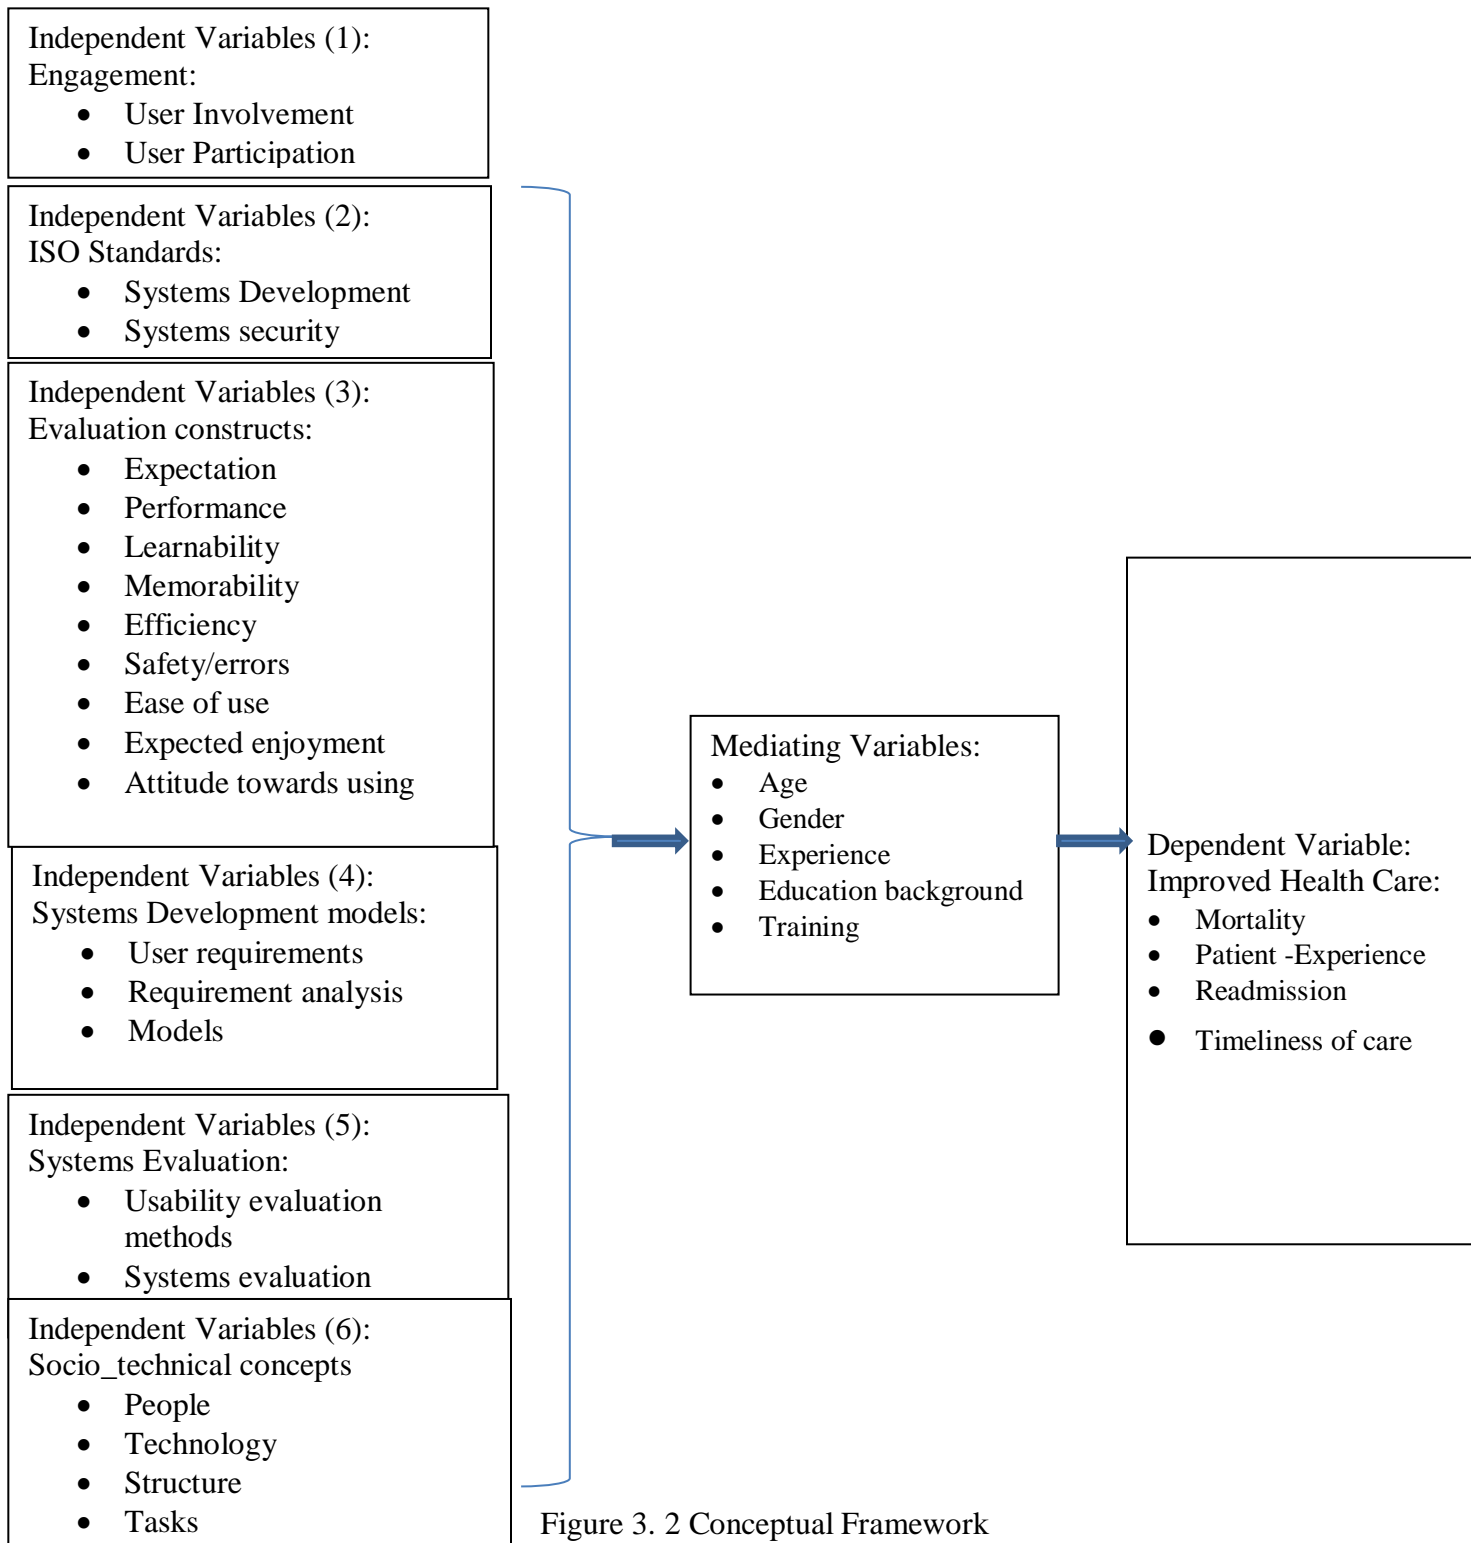 Independent Variables (1):
Engagement:
• User Involvement
• User Participation
Independent Variables (2):
ISO Standards:
• Systems Development
• Systems security
Independent Variables (3):
Evaluation constructs:
• Expectation
• Performance
• Learnability
• Memorability
• Efficiency
• Safety/errors
• Ease of use
• Expected enjoyment
• Attitude towards using
Independent Variables (4):
Systems Development models:
• User requirements
• Requirement analysis
• Models
Independent Variables (5):
Systems Evaluation:
• Usability evaluation
methods
• Systems evaluation
Independent Variables (6):
Socio_technical concepts
• People
• Technology
• Structure
• Tasks
Mediating Variables:
• Age
• Gender
• Experience
• Education background
• Training
Dependent Variable:
Improved Health Care:
• Mortality
• Patient -Experience
• Readmission
• Timeliness of care
Figure 3. 2 Conceptual Framework